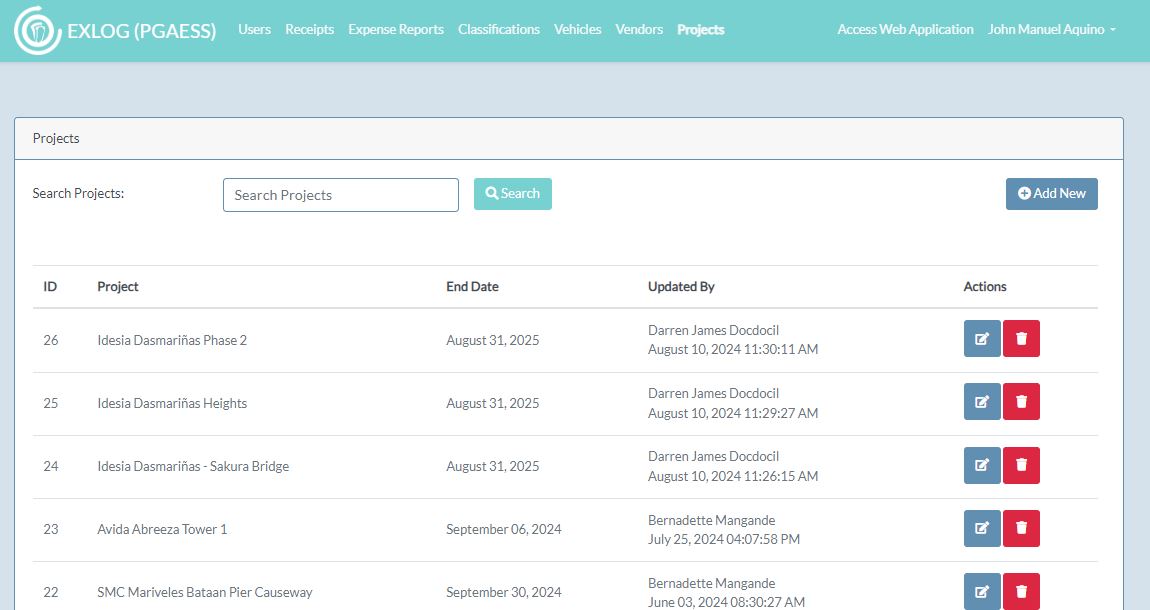 EXLOG (PGAESS) Users Receipts Expense Reports Classifications Vehicles Vendors Projects Access Web Application John Manuel Aquino
Projects
Search Projects: Search Projects Search Add New
ID Project End Date Updated By Actions
26 Idesia Dasmariñas Phase 2 August 31, 2025 Darren James Docdocil
August 10, 2024 11:30:11 AM
25 Idesia Dasmariñas Heights August 31, 2025 Darren James Docdocil
August 10, 2024 11:29:27 AM
24 Idesia Dasmariñas - Sakura Bridge August 31, 2025 Darren James Docdocil
August 10, 2024 11:26:15 AM
23 Avida Abreeza Tower 1 September 06, 2024 Bernadette Mangande
July 25, 2024 04:07:58 PM
22 SMC Mariveles Bataan Pier Causeway September 30, 2024 Bernadette Mangande
June 03, 2024 08:30:27 AM